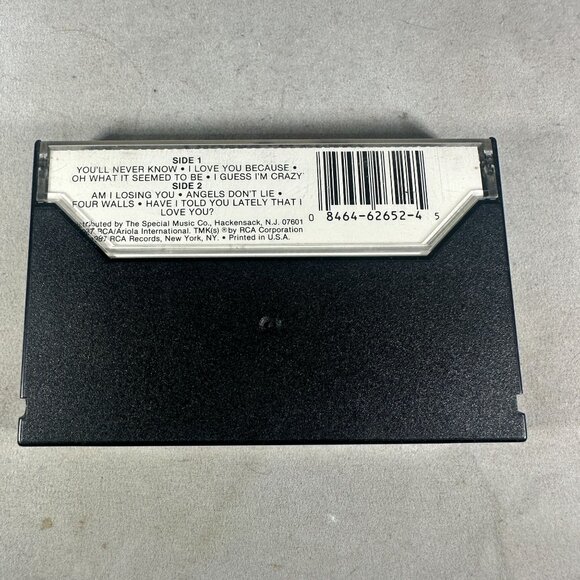 SIDE 1
YOU'LL NEVER KNOW • I LOVE YOU BECAUSE •
OH WHAT IT SEEMED TO BE • I GUESS I'M CRAZY
SIDE 2
AM I LOSING YOU • ANGELS DON'T LIE •
FOUR WALLS • HAVE I TOLD YOU LATELY THAT I
LOVE YOU?
by The Special Music Co., Hackensack, N.J. 07601
RCA/Ariola International. TMK(s) ® by RCA Corporation
RCA Records, New York, NY. • Printed in U.S.A.
0 8464-62652-4 5